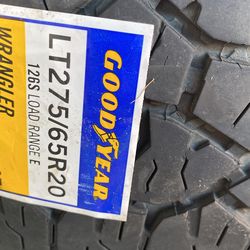 GOODYEAR
LT275/65R20
126S LOAD RANGE E
WRANGLER